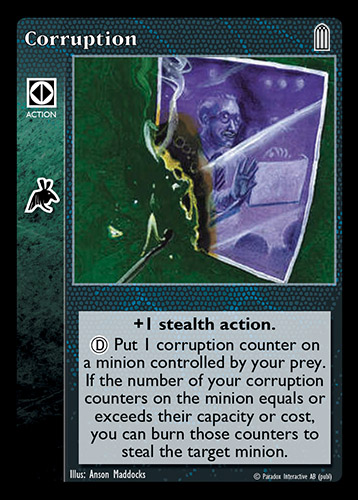 Corruption
ACTION
+1 stealth action.
Ⓓ Put 1 corruption counter on
a minion controlled by your prey.
If the number of your corruption
counters on the minion equals or
exceeds their capacity or cost,
you can burn those counters to
steal the target minion.
Illus: Anson Maddocks
© Paradox Interactive AB (publ)